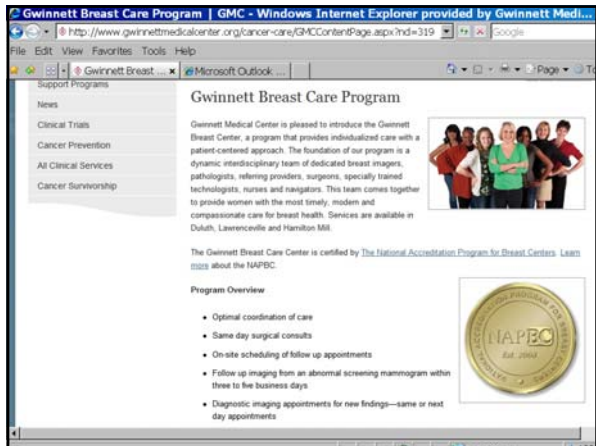 Gwinnett Breast Care Program | GMC - Windows Internet Explorer provided by Gwinnett Medi...
http://www.gwinnettmedicalcenter.org/cancer-care/GMCContentPage.aspx?nd=319
Google
File Edit View Favorites Tools Help
Gwinnett Breast ... Microsoft Outlook ... Page
Support Programs
News
Clinical Trials
Cancer Prevention
All Clinical Services
Cancer Survivorship
Gwinnett Breast Care Program
Gwinnett Medical Center is pleased to introduce the Gwinnett
Breast Center, a program that provides individualized care with a
patient-centered approach. The foundation of our program is a
dynamic interdisciplinary team of dedicated breast imagers,
pathologists, referring providers, surgeons, specially trained
technologists, nurses and navigators. This team comes together
to provide women with the most timely, modern and
compassionate care for breast health. Services are available in
Duluth, Lawrenceville and Hamilton Mill.
The Gwinnett Breast Care Center is certified by The National Accreditation Program for Breast Centers. Learn
more about the NAPBC.
Program Overview
• Optimal coordination of care
• Same day surgical consults
• On-site scheduling of follow up appointments
• Follow up imaging from an abnormal screening mammogram within
three to five business days
• Diagnostic imaging appointments for new findings—same or next
day appointments
NATIONAL ACCREDITATION PROGRAM FOR BREAST CENTERS
NAPBC